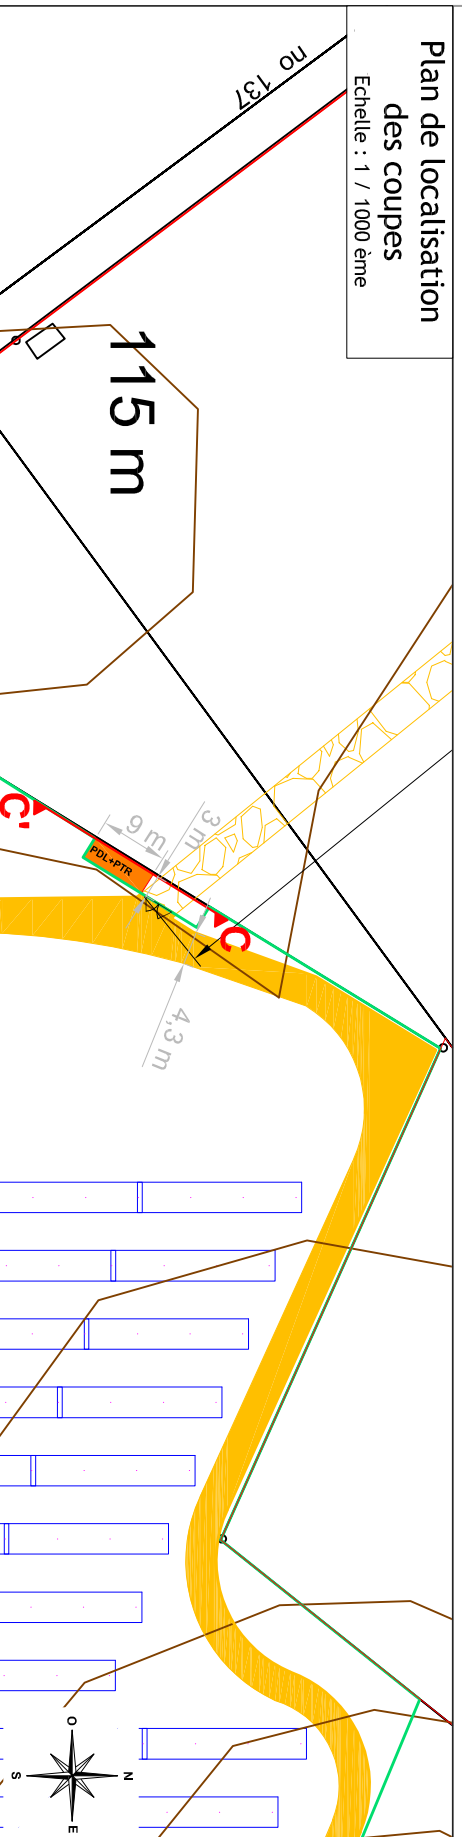 Plan de localisation
des coupes
Echelle : 1 / 1000 ème
no 137
115 m
C
3 m
9 m
PDL+PTR
C'
4,3 m
N
O
E
S